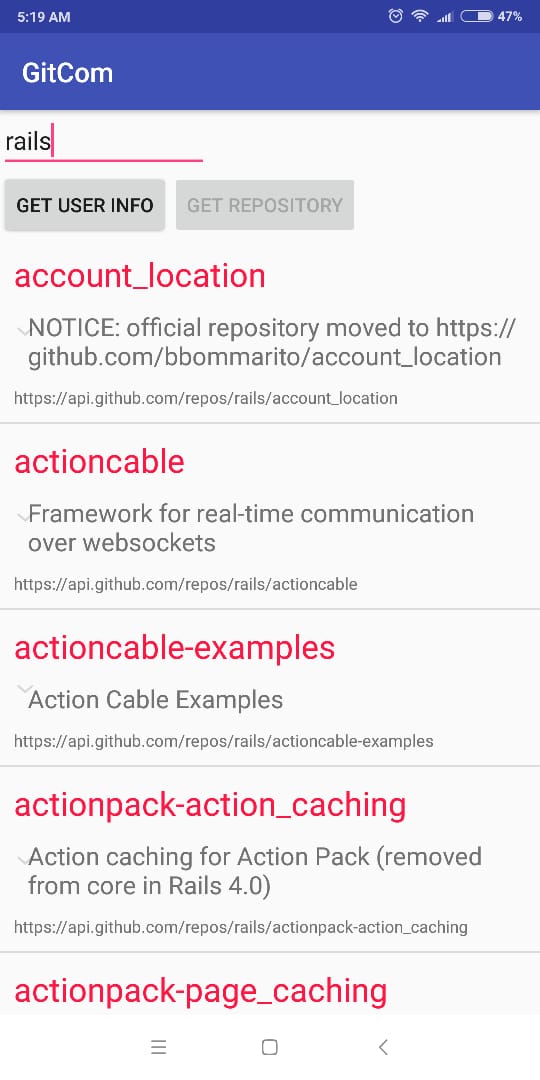 5:19 AM 47%
GitCom
rails
GET USER INFO GET REPOSITORY
account_location
NOTICE: official repository moved to https://
github.com/bbommarito/account_location
https://api.github.com/repos/rails/account_location
actioncable
Framework for real-time communication
over websockets
https://api.github.com/repos/rails/actioncable
actioncable-examples
Action Cable Examples
https://api.github.com/repos/rails/actioncable-examples
actionpack-action_caching
Action caching for Action Pack (removed
from core in Rails 4.0)
https://api.github.com/repos/rails/actionpack-action_caching
actionpack-page_caching